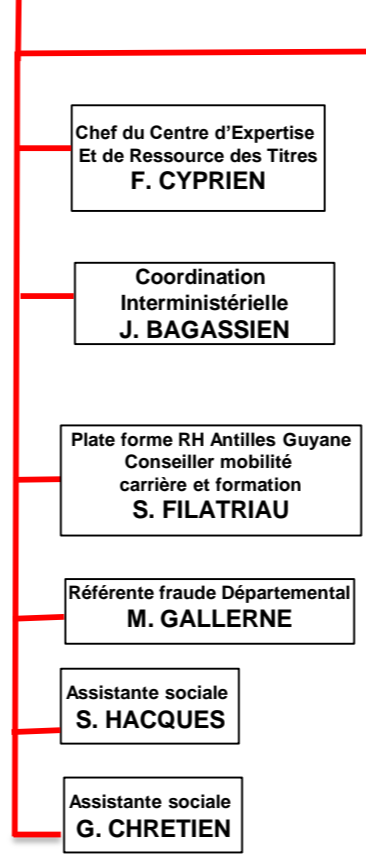 Chef du Centre d’Expertise
Et de Ressource des Titres
F. CYPRIEN
Coordination
Interministérielle
J. BAGASSIEN
Plate forme RH Antilles Guyane
Conseiller mobilité
carrière et formation
S. FILATRIAU
Référente fraude Départemental
M. GALLERNE
Assistante sociale
S. HACQUES
Assistante sociale
G. CHRETIEN